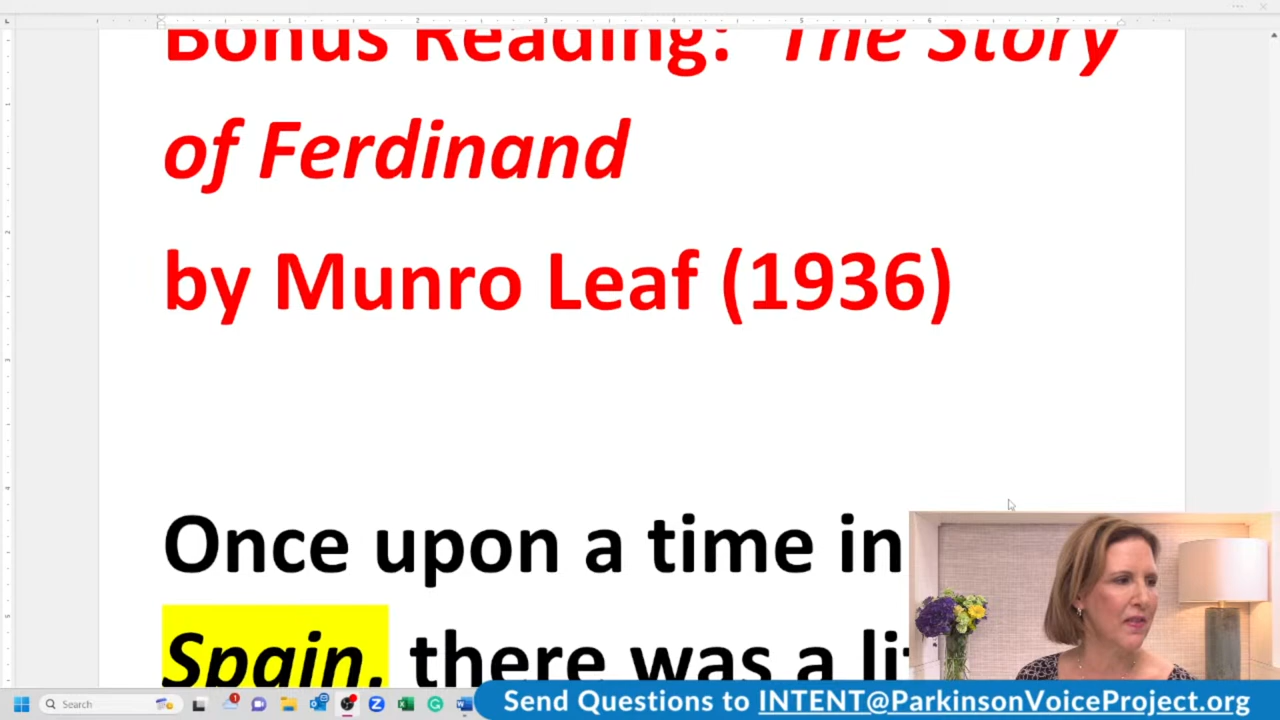 Bonus Reading: "The Story
of Ferdinand
by Munro Leaf (1936)
Once upon a time in
Spain, there was a
Search
Send Questions to INTENT@ParkinsonVoiceProject.org